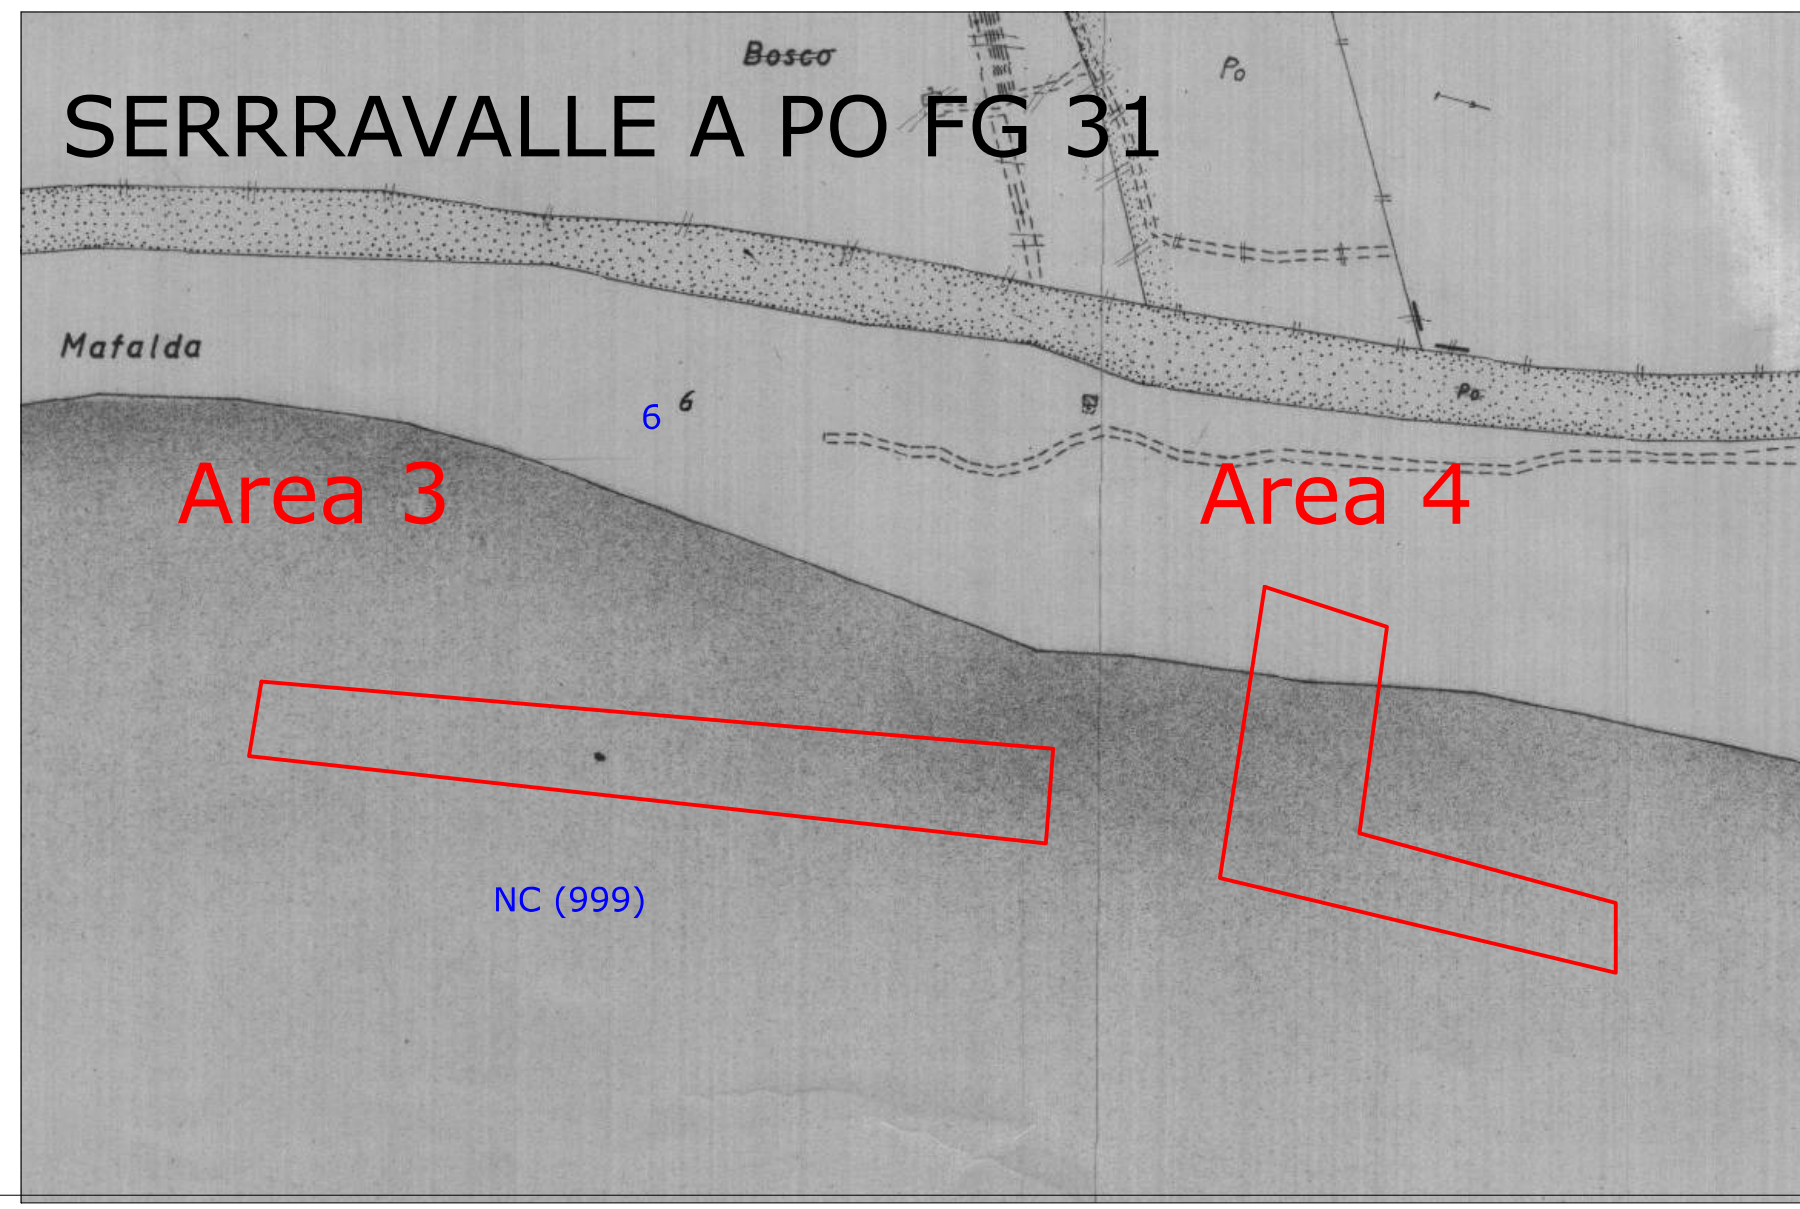 Bosco
Po
SERRRAVALLE A PO FG 31
Mafalda
6
6
Po
Area 3
Area 4
NC (999)